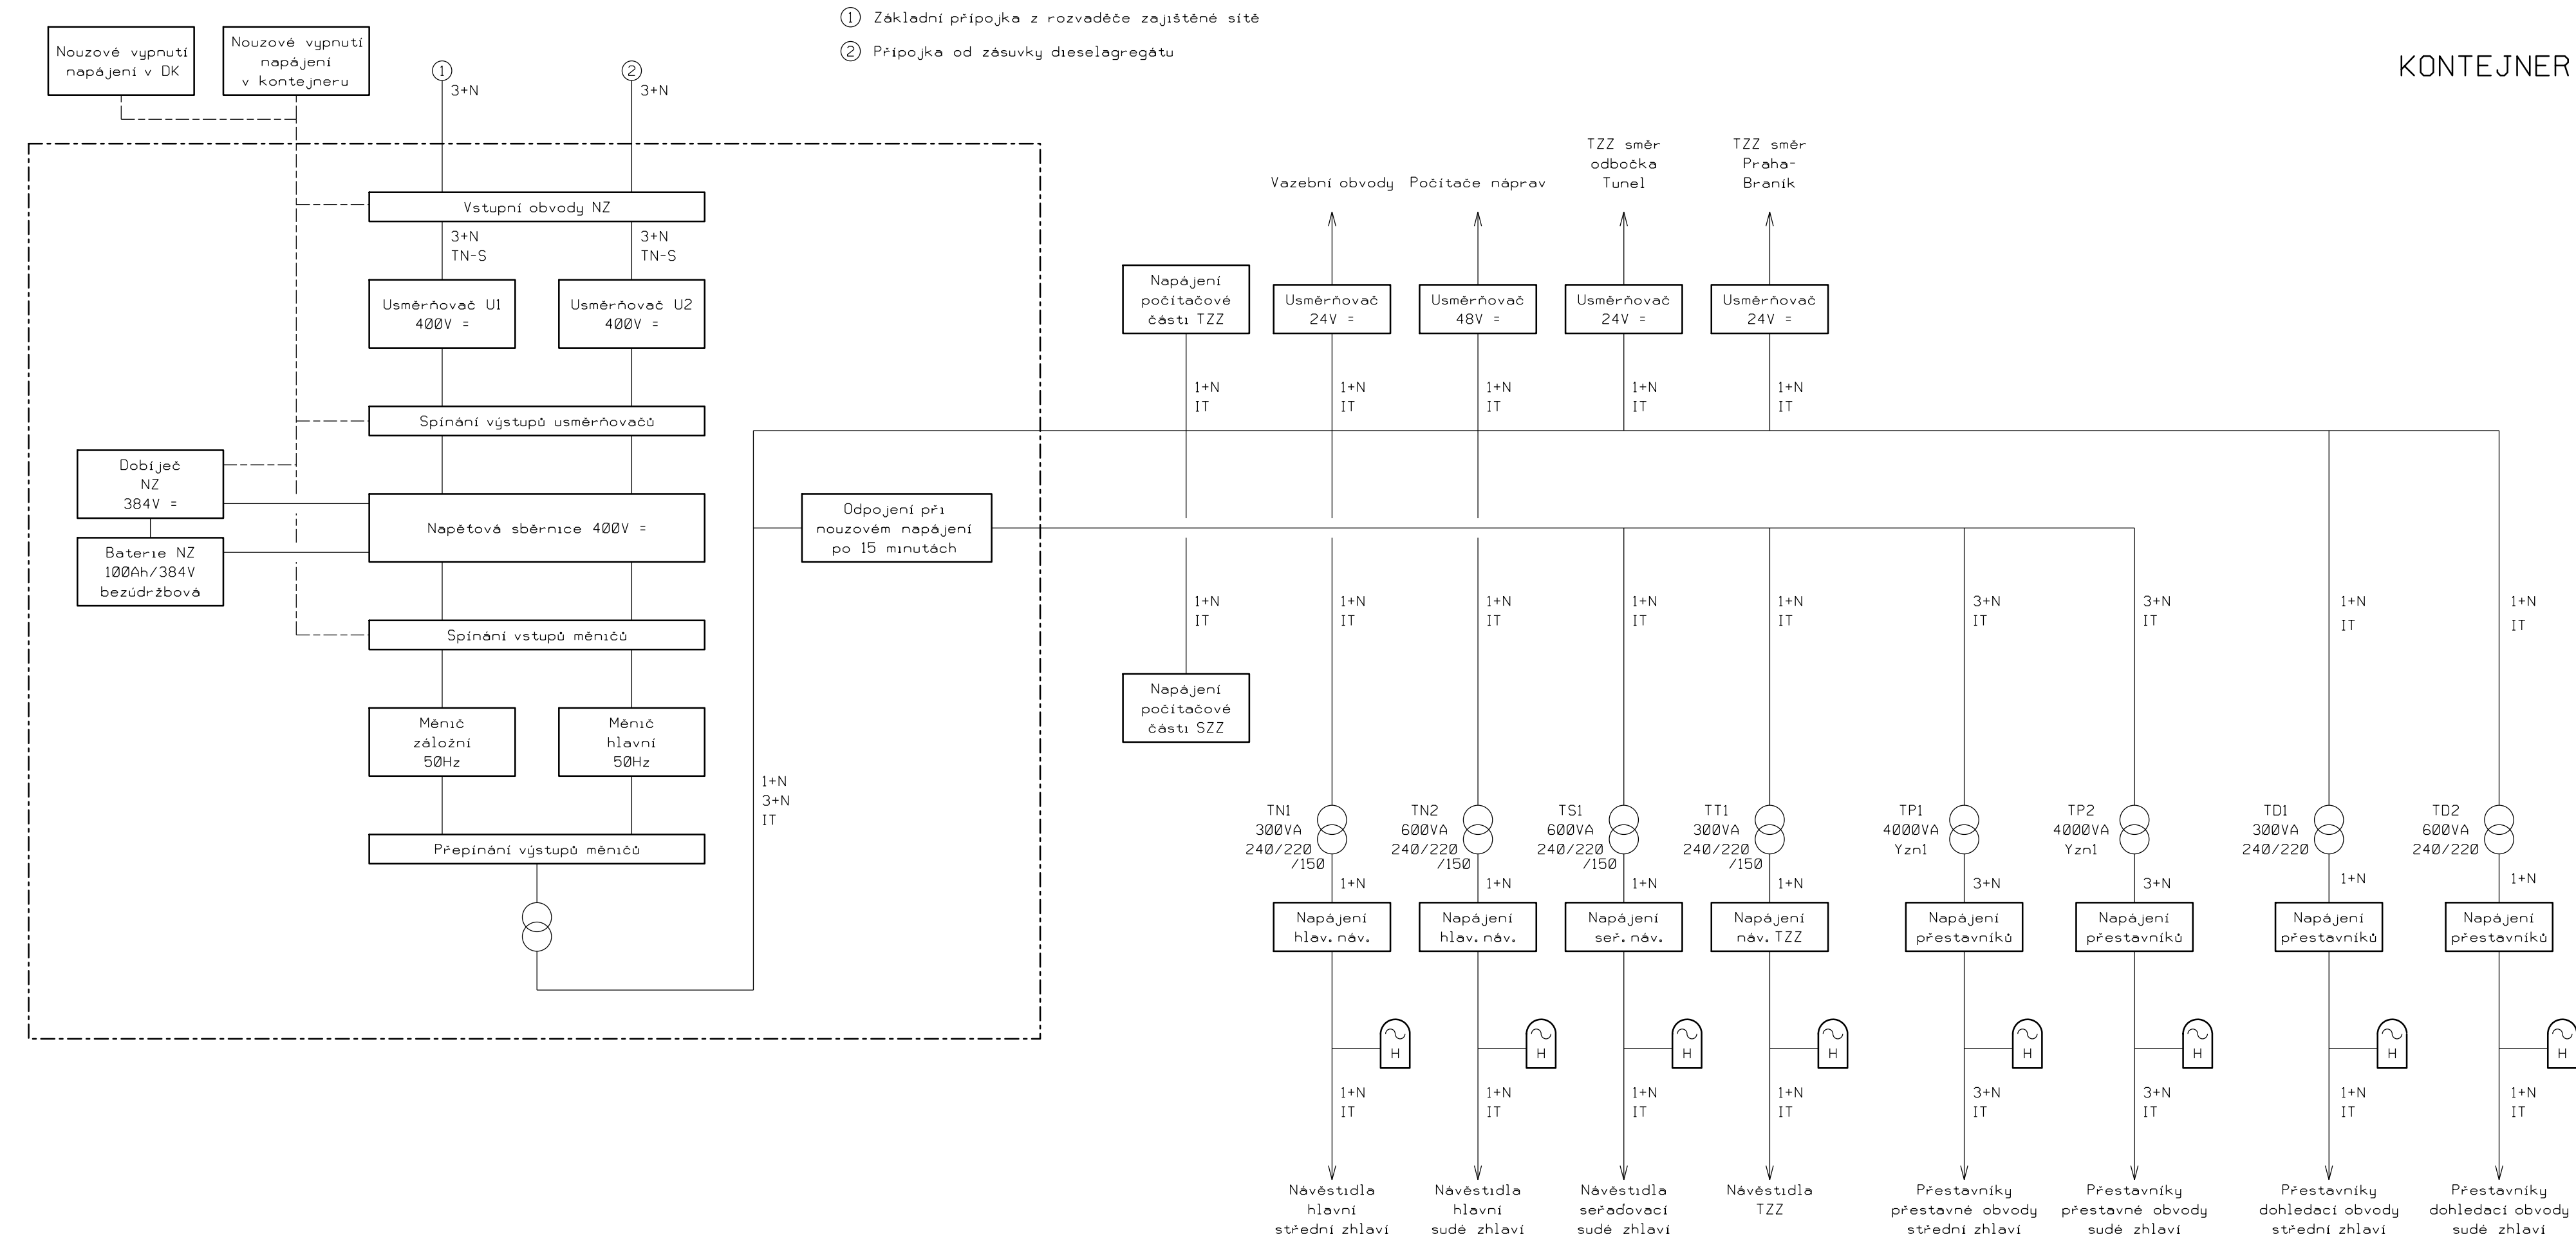 1 Základní přípojka z rozvaděče zajištěné sítě
2 Přípojka od zásuvky dieselagregátu
KONTEJNER
Nouzové vypnutí
napájení v DK
Nouzové vypnutí
napájení
v kontejneru
1
3+N
2
3+N
Vstupní obvody NZ
3+N
TN-S
3+N
TN-S
Usměrňovač U1
400V =
Usměrňovač U2
400V =
Spínání výstupů usměrňovačů
Dobíječ
NZ
384V =
Baterie NZ
100Ah/384V
bezúdržbová
Napěťová sběrnice 400V =
Spínání vstupů měničů
Měnič
záložní
50Hz
Měnič
hlavní
50Hz
Přepínání výstupů měničů
Odpojení při
nouzovém napájení
po 15 minutách
1+N
3+N
IT
Vazební obvody
Počítače náprav
TZZ směr
odbočka
Tunel
TZZ směr
Praha-
Braník
Napájení
počítačové
části TZZ
Usměrňovač
24V =
Usměrňovač
48V =
Usměrňovač
24V =
Usměrňovač
24V =
1+N
IT
1+N
IT
1+N
IT
1+N
IT
1+N
IT
1+N
IT
1+N
IT
1+N
IT
1+N
IT
1+N
IT
3+N
IT
3+N
IT
1+N
IT
1+N
IT
Napájení
počítačové
části SZZ
TN1
300VA
240/220
/150
TN2
600VA
240/220
/150
TS1
600VA
240/220
/150
TT1
300VA
240/220
/150
TP1
4000VA
Yzn1
TP2
4000VA
Yzn1
TD1
300VA
240/220
TD2
600VA
240/220
1+N
1+N
1+N
1+N
3+N
3+N
1+N
1+N
Napájení
hlav. náv.
Napájení
hlav. náv.
Napájení
seř. náv.
Napájení
náv. TZZ
Napájení
přestavníků
Napájení
přestavníků
Napájení
přestavníků
Napájení
přestavníků
H
H
H
H
H
H
H
H
1+N
IT
1+N
IT
1+N
IT
1+N
IT
3+N
IT
3+N
IT
1+N
IT
1+N
IT
Návěstidla
hlavní
střední zhlaví
Návěstidla
hlavní
sudé zhlaví
Návěstidla
seřaďovací
sudé zhlaví
Návěstidla
TZZ
Přestavníky
přestavné obvody
střední zhlaví
Přestavníky
přestavné obvody
sudé zhlaví
Přestavníky
dohledací obvody
střední zhlaví
Přestavníky
dohledací obvody
sudé zhlaví